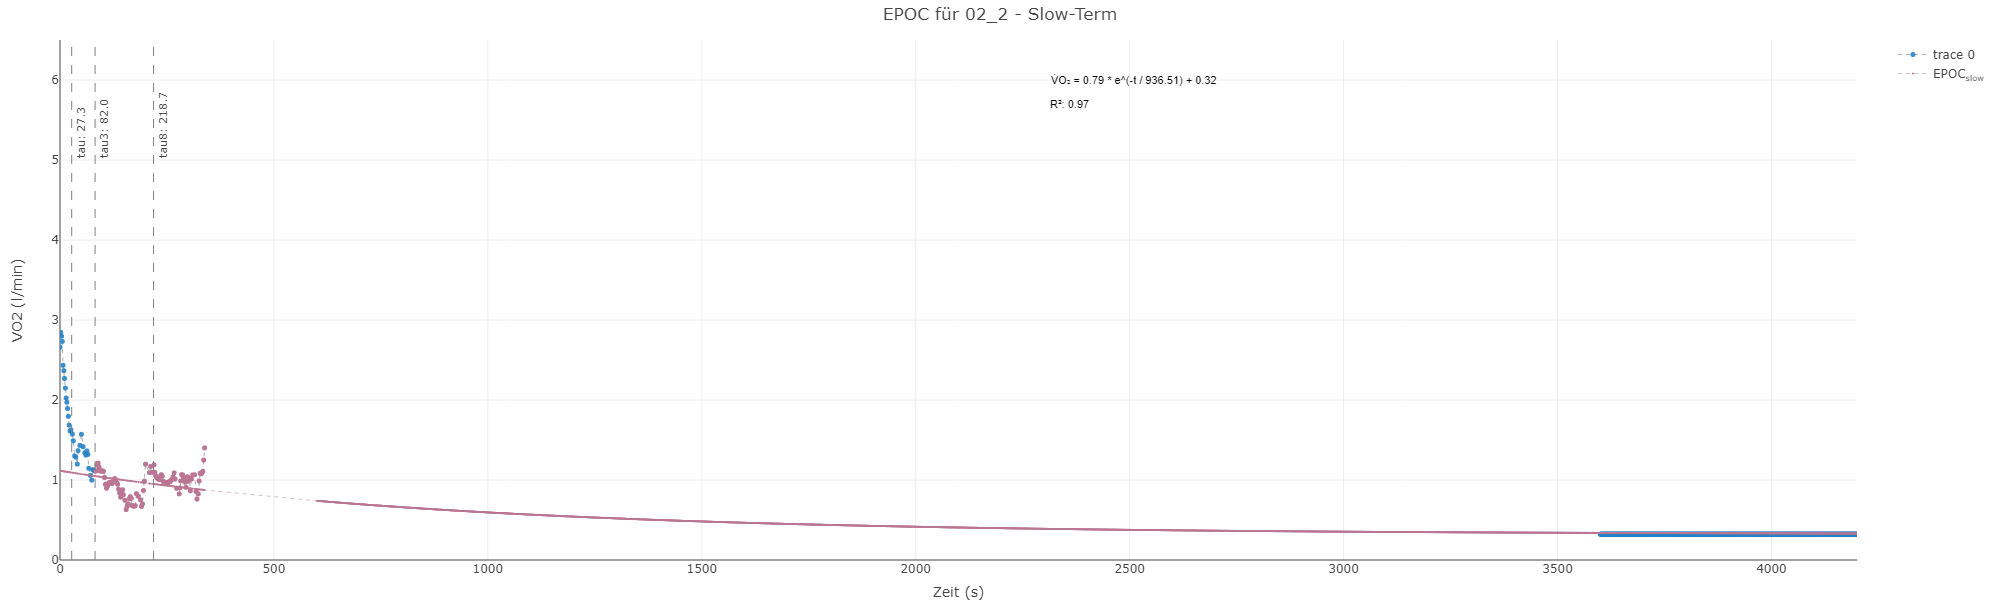 EPOC für 02_2 - Slow-Term
trace 0
EPOCslow
V̇O₂ = 0.79 * e^(-t / 936.51) + 0.32
R²: 0.97
tau: 27.3
tau3: 82.0
tau8: 218.7
VO2 (l/min)
6
5
4
3
2
1
0
0 500 1000 1500 2000 2500 3000 3500 4000
Zeit (s)